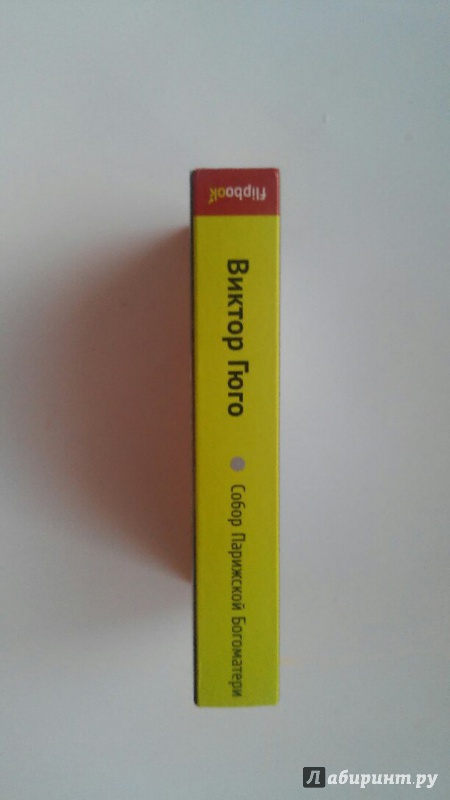 flipbook
Виктор Гюго
Собор Парижской Богоматери
Лабиринт.ру